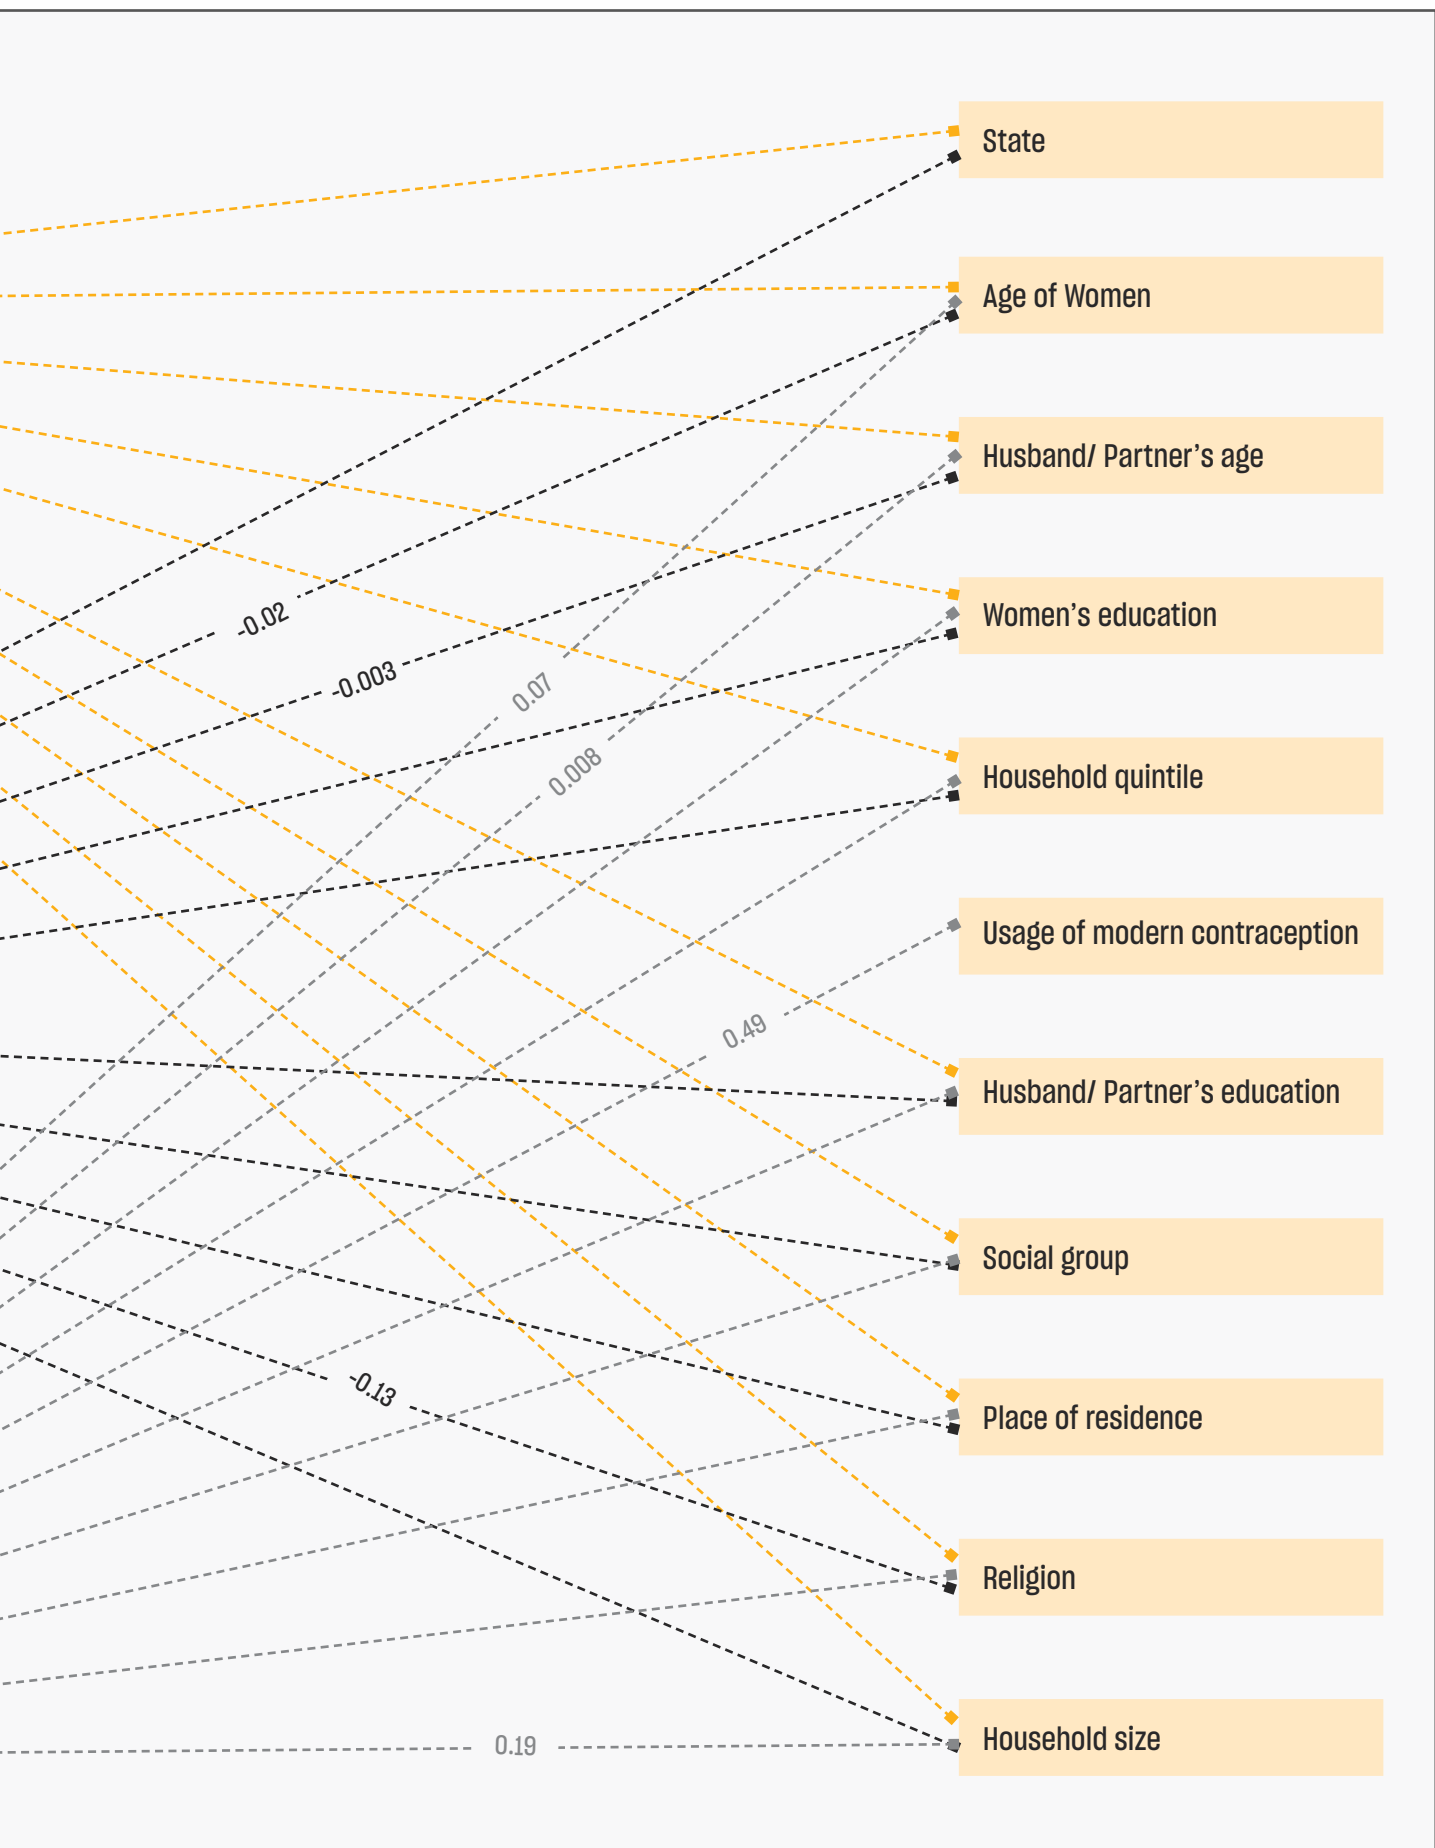 State
Age of Women
Husband/ Partner's age
-0.02
Women's education
-0.003
0.07
0.008
Household quintile
Usage of modern contraception
0.49
Husband/ Partner's education
Social group
-0.13
Place of residence
Religion
0.19
Household size